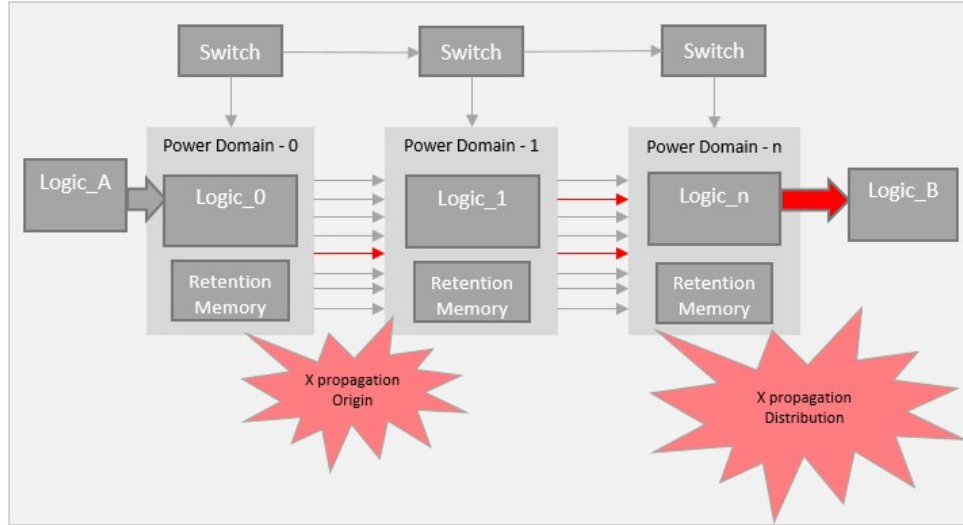 Switch
Switch
Switch
Power Domain - 0
Power Domain - 1
Power Domain - n
Logic_A
Logic_0
Logic_1
Logic_n
Logic_B
Retention
Memory
Retention
Memory
Retention
Memory
X propagation
Origin
X propagation
Distribution